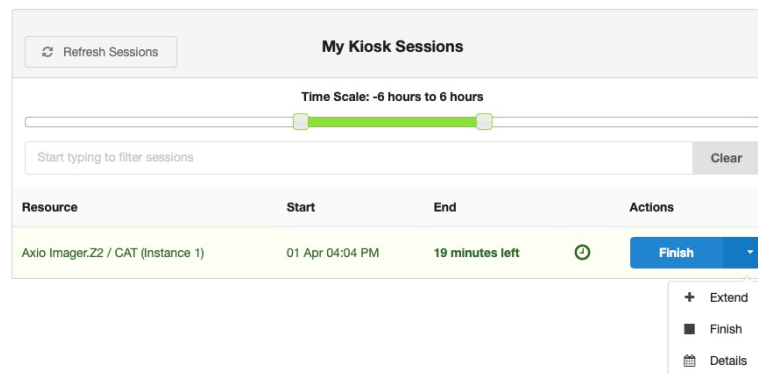 Refresh Sessions
My Kiosk Sessions
Time Scale: -6 hours to 6 hours
Start typing to filter sessions
Clear
Resource Start End Actions
Axio Imager.Z2 / CAT (Instance 1) 01 Apr 04:04 PM 19 minutes left Finish
Extend
Finish
Details